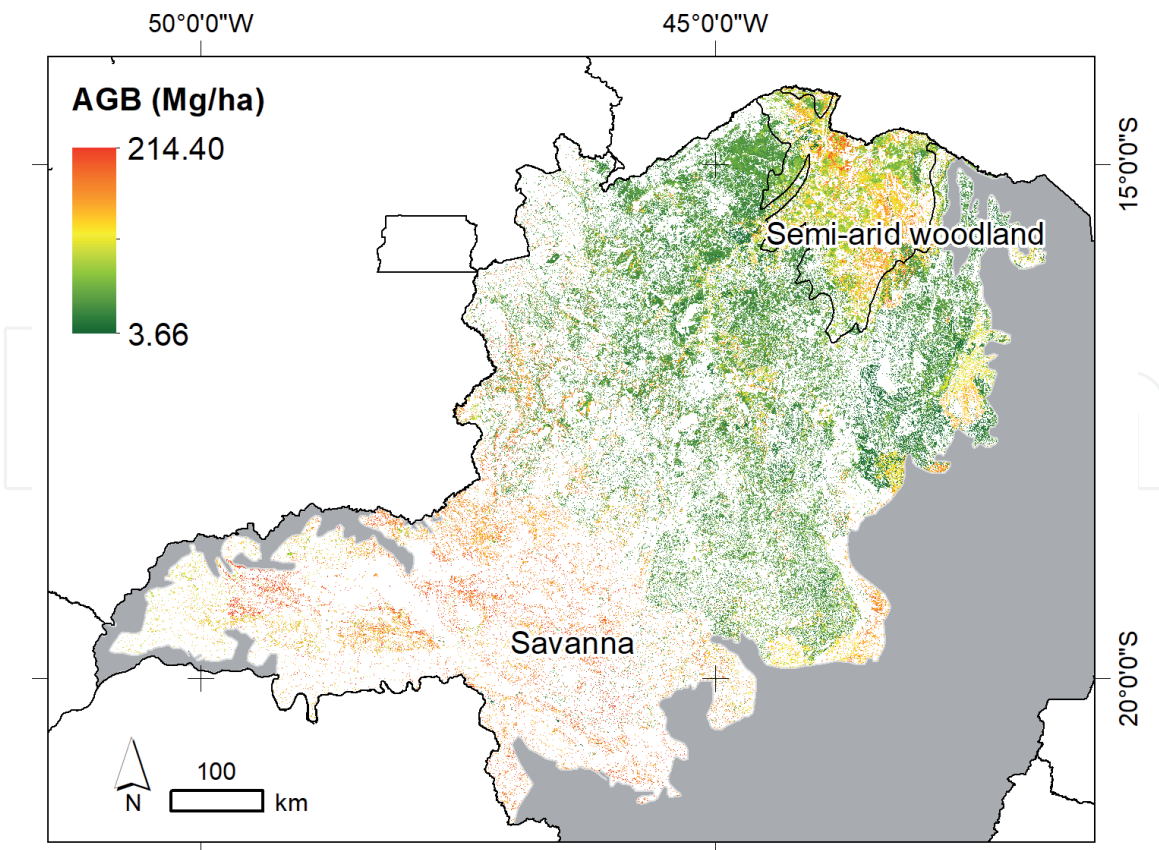 50°0'0"W
45°0'0"W
AGB (Mg/ha)
214.40
3.66
15°0'0"S
Semi-arid woodland
Savanna
20°0'0"S
100
N
km